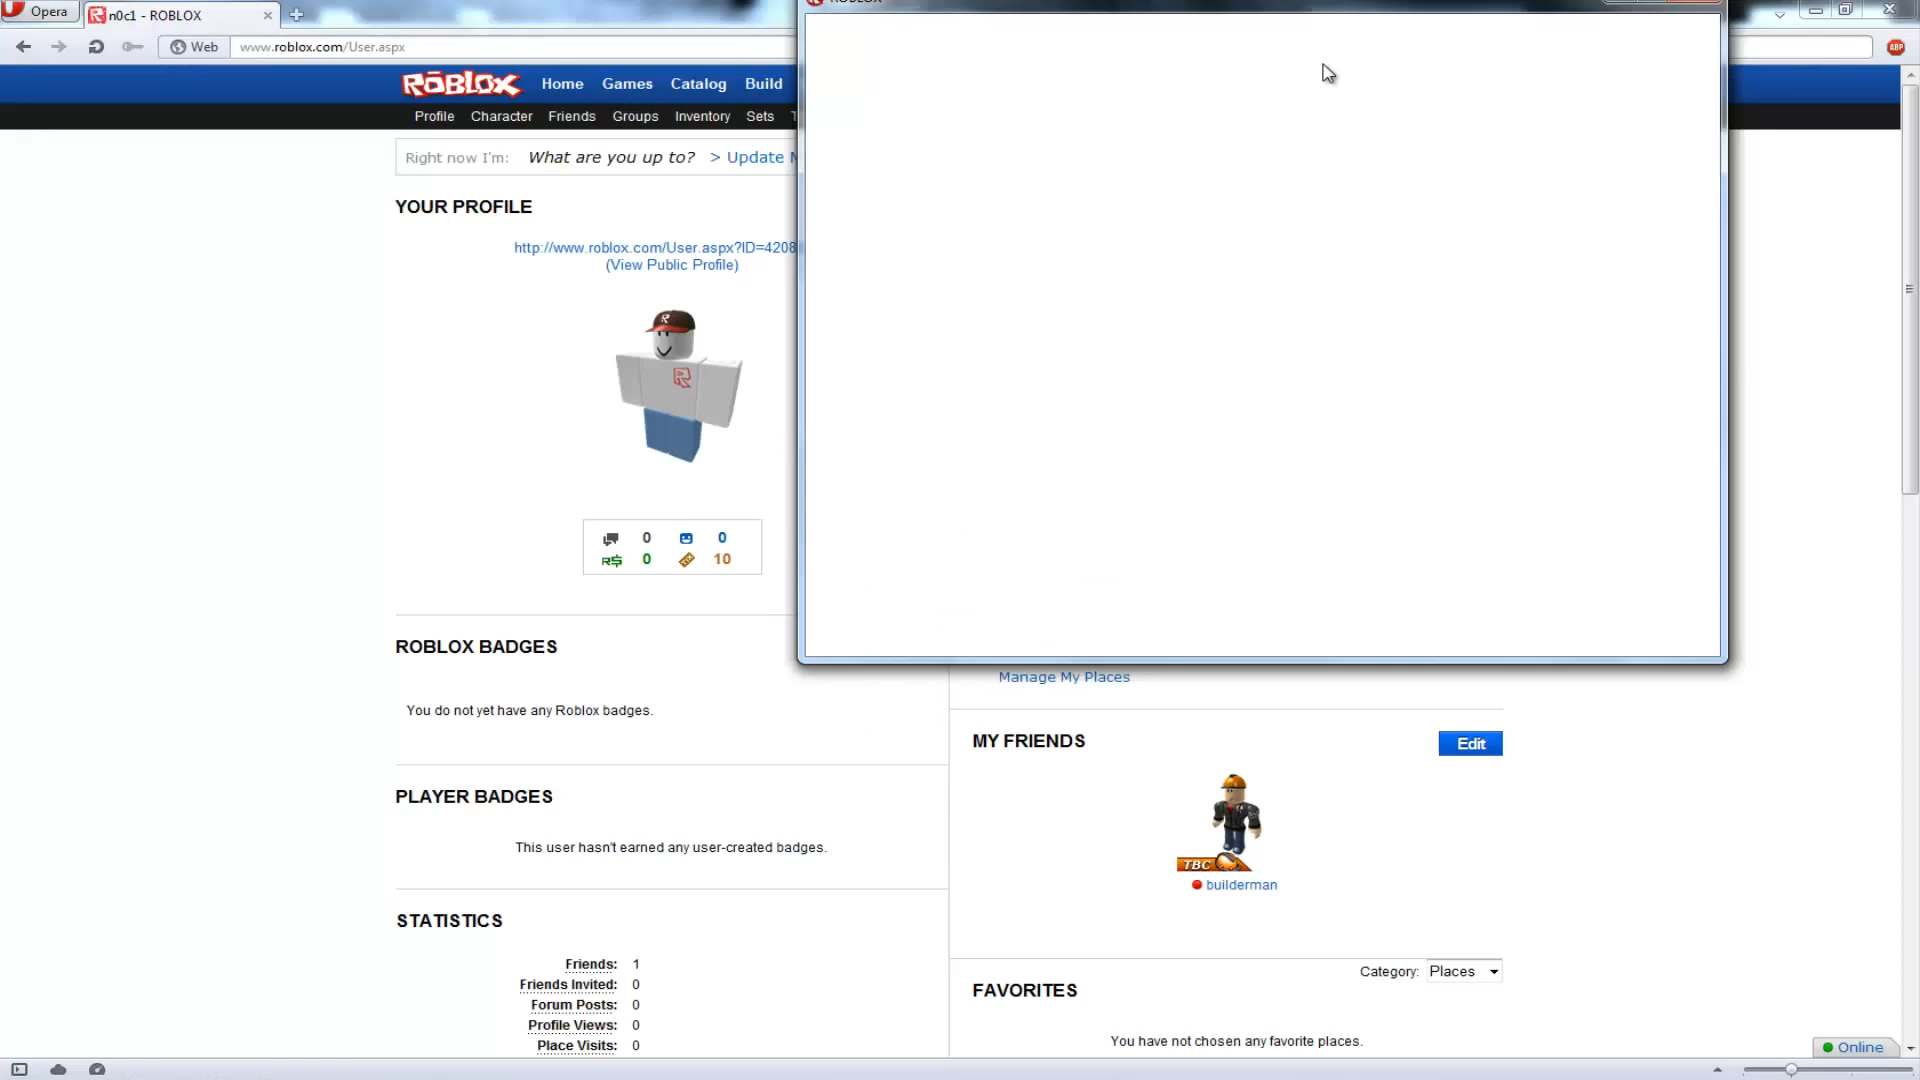 Opera
n0c1 - ROBLOX
ROBLOX
Web
www.roblox.com/User.aspx
ABP
ROBLOX
Home
Games
Catalog
Build
Profile
Character
Friends
Groups
Inventory
Sets
Right now I'm:
What are you up to?
> Update
YOUR PROFILE
http://www.roblox.com/User.aspx?ID=4208
(View Public Profile)
0
0
R$ 0
10
ROBLOX BADGES
You do not yet have any Roblox badges.
Manage My Places
MY FRIENDS
Edit
TBC
builderman
PLAYER BADGES
This user hasn't earned any user-created badges.
STATISTICS
Friends: 1
Friends Invited: 0
Forum Posts: 0
Profile Views: 0
Place Visits: 0
Category: Places
FAVORITES
You have not chosen any favorite places.
Online